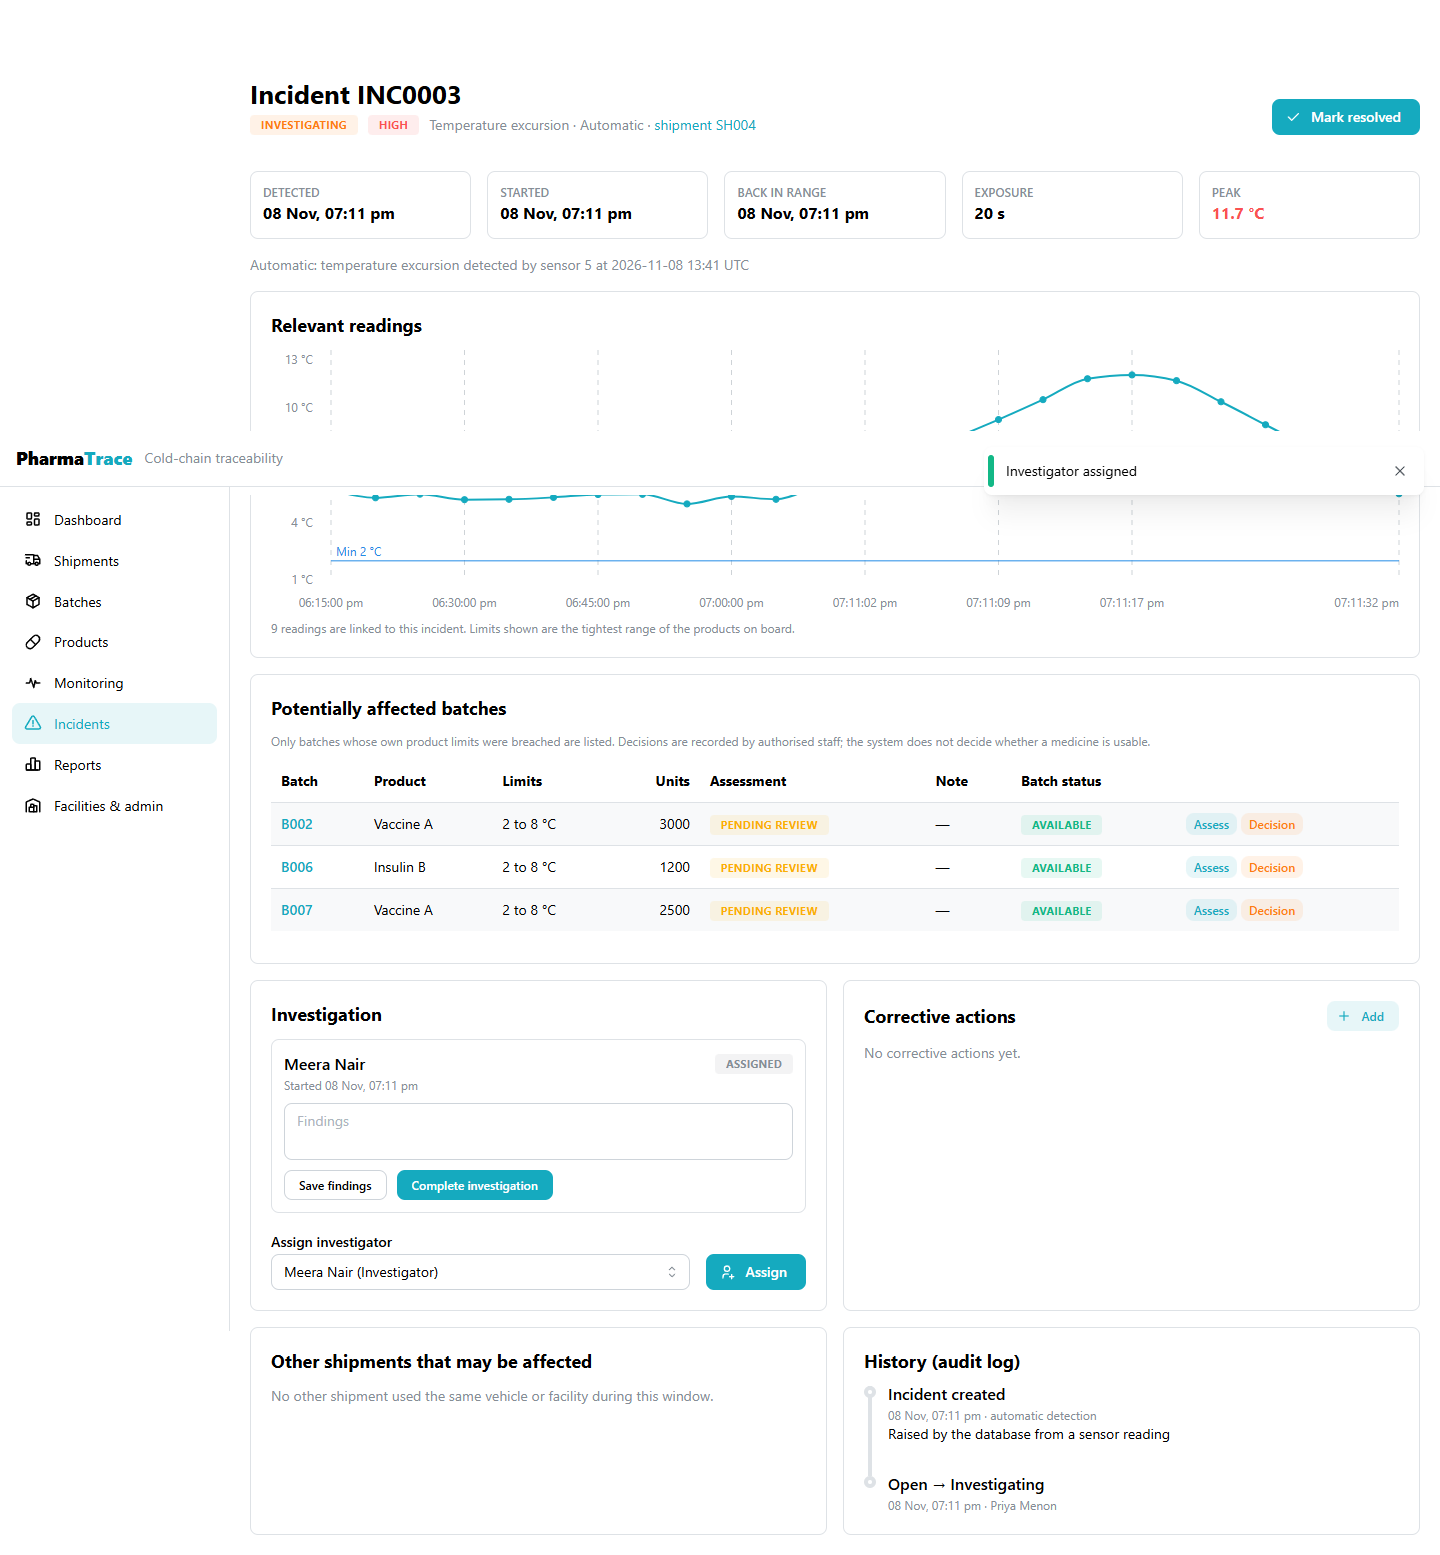 Incident INC0003
INVESTIGATING HIGH Temperature excursion · Automatic · shipment SH004
Mark resolved
DETECTED
08 Nov, 07:11 pm
STARTED
08 Nov, 07:11 pm
BACK IN RANGE
08 Nov, 07:11 pm
EXPOSURE
20 s
PEAK
11.7 °C
Automatic: temperature excursion detected by sensor 5 at 2026-11-08 13:41 UTC
Relevant readings
13 °C
10 °C
PharmaTrace Cold-chain traceability
Investigator assigned
Dashboard
Shipments
Batches
Products
Monitoring
Incidents
Reports
Facilities & admin
4 °C
Min 2 °C
1 °C
06:15:00 pm 06:30:00 pm 06:45:00 pm 07:00:00 pm 07:11:02 pm 07:11:09 pm 07:11:17 pm 07:11:32 pm
9 readings are linked to this incident. Limits shown are the tightest range of the products on board.
Potentially affected batches
Only batches whose own product limits were breached are listed. Decisions are recorded by authorised staff; the system does not decide whether a medicine is usable.
Batch Product Limits Units Assessment Note Batch status
B002 Vaccine A 2 to 8 °C 3000 PENDING REVIEW — AVAILABLE Assess Decision
B006 Insulin B 2 to 8 °C 1200 PENDING REVIEW — AVAILABLE Assess Decision
B007 Vaccine A 2 to 8 °C 2500 PENDING REVIEW — AVAILABLE Assess Decision
Investigation
Meera Nair ASSIGNED
Started 08 Nov, 07:11 pm
Findings
Save findings Complete investigation
Assign investigator
Meera Nair (Investigator) Assign
Corrective actions Add
No corrective actions yet.
Other shipments that may be affected
No other shipment used the same vehicle or facility during this window.
History (audit log)
Incident created
08 Nov, 07:11 pm · automatic detection
Raised by the database from a sensor reading
Open → Investigating
08 Nov, 07:11 pm · Priya Menon